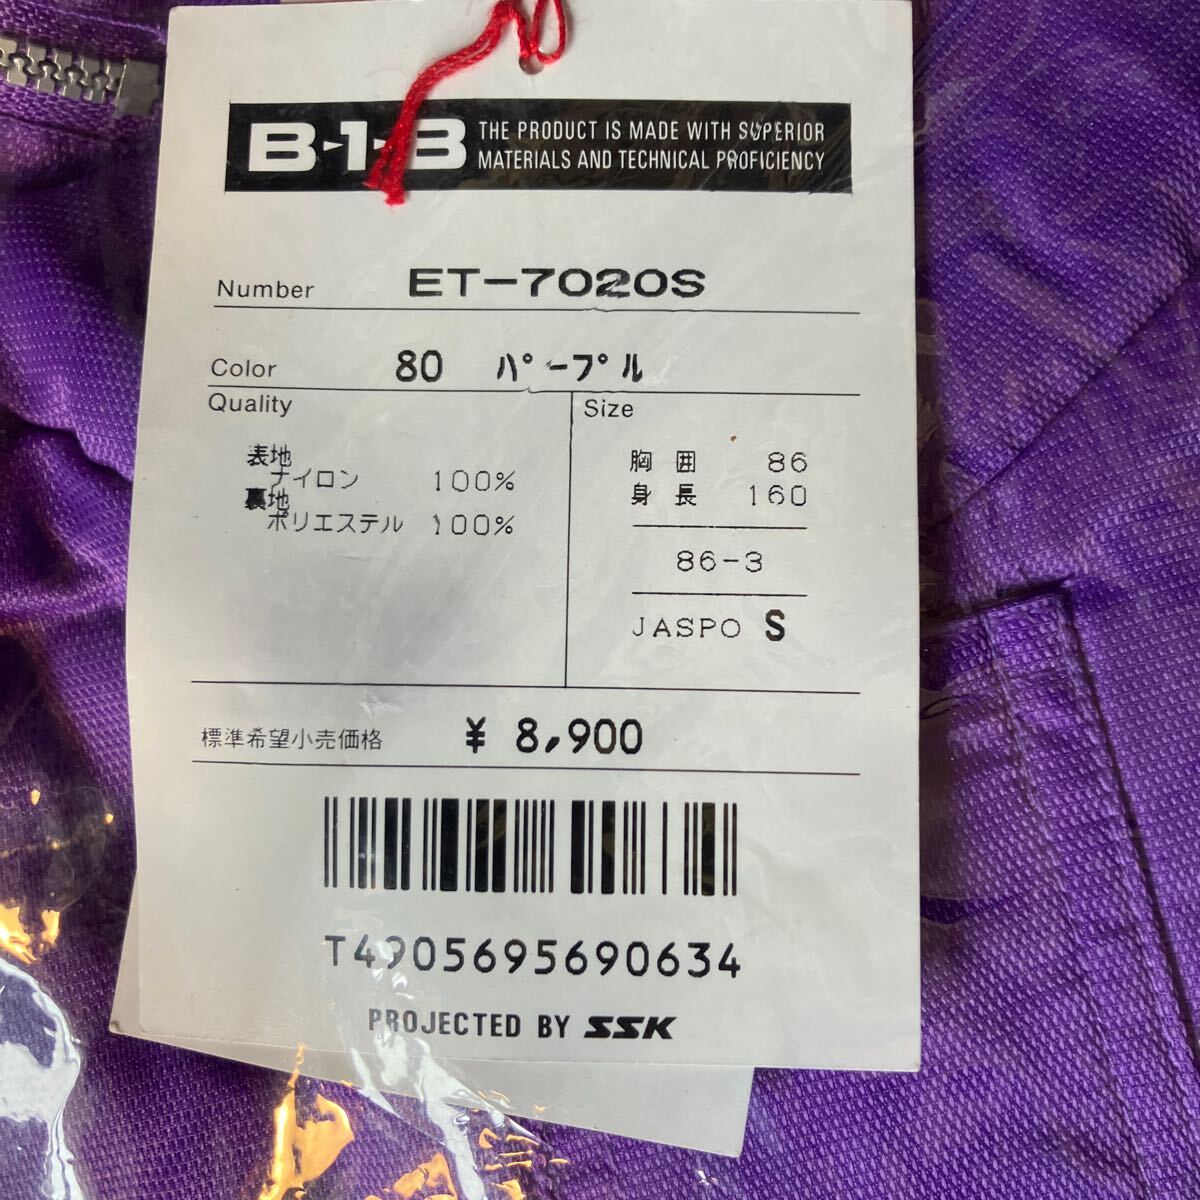 B-1-3
THE PRODUCT IS MADE WITH SUPERIOR
MATERIALS AND TECHNICAL PROFICIENCY
Number ET-7020S
Color 80 パープル
Quality
表地
ナイロン 100%
裏地
ポリエステル 100%
Size
胸囲 86
身長 160
86-3
JASPO S
標準希望小売価格 ¥ 8,900
T4905695690634
PROJECTED BY SSK